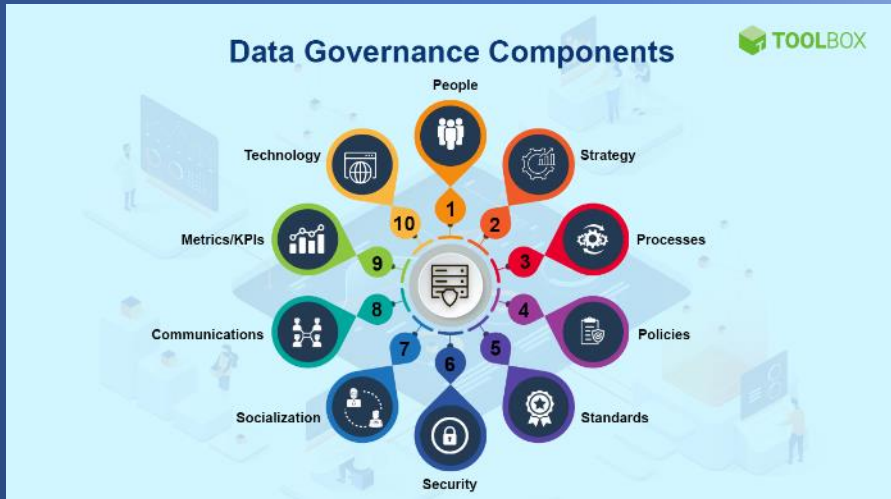 Data Governance Components
TOOLBOX
People
Technology
Strategy
Metrics/KPIs
Processes
Communications
Policies
Socialization
Standards
Security
1
2
3
4
5
6
7
8
9
10